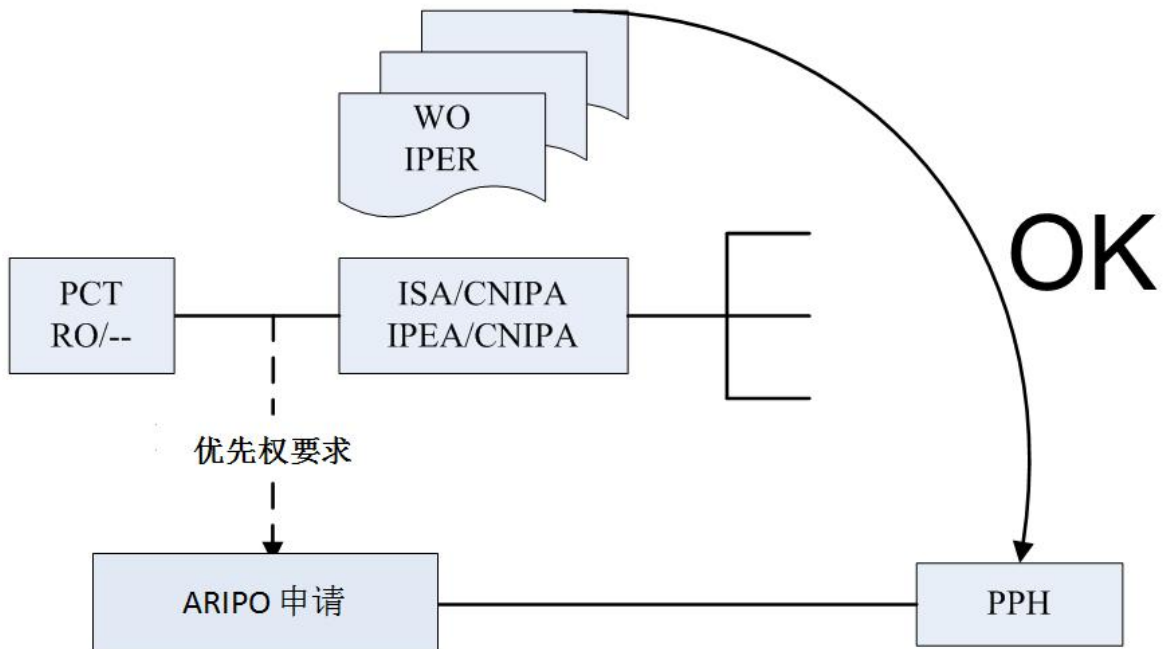 WO
IPER
OK
PCT
RO/--
ISA/CNIPA
IPEA/CNIPA
优先权要求
ARIPO 申请
PPH